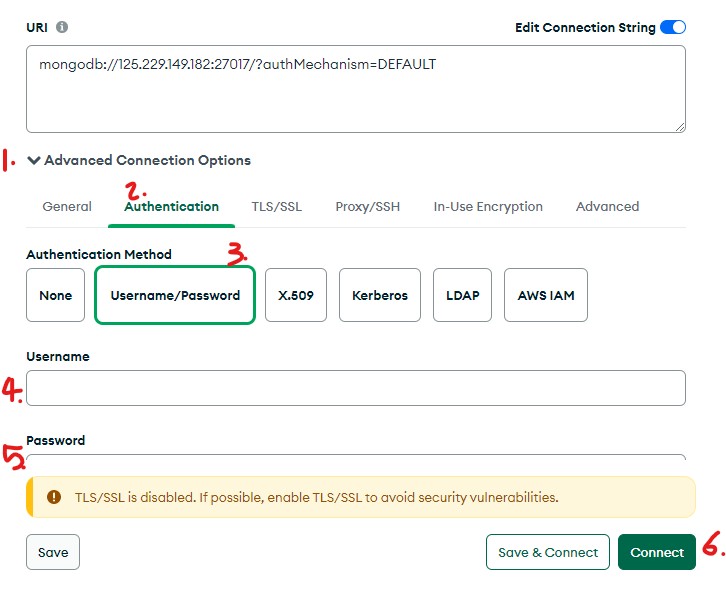 URI Edit Connection String
mongodb://125.229.149.182:27017/?authMechanism=DEFAULT
1. Advanced Connection Options
2.
General Authentication TLS/SSL Proxy/SSH In-Use Encryption Advanced
Authentication Method 3.
None Username/Password X.509 Kerberos LDAP AWS IAM
Username
4.
Password
5.
TLS/SSL is disabled. If possible, enable TLS/SSL to avoid security vulnerabilities.
Save Save & Connect Connect 6.